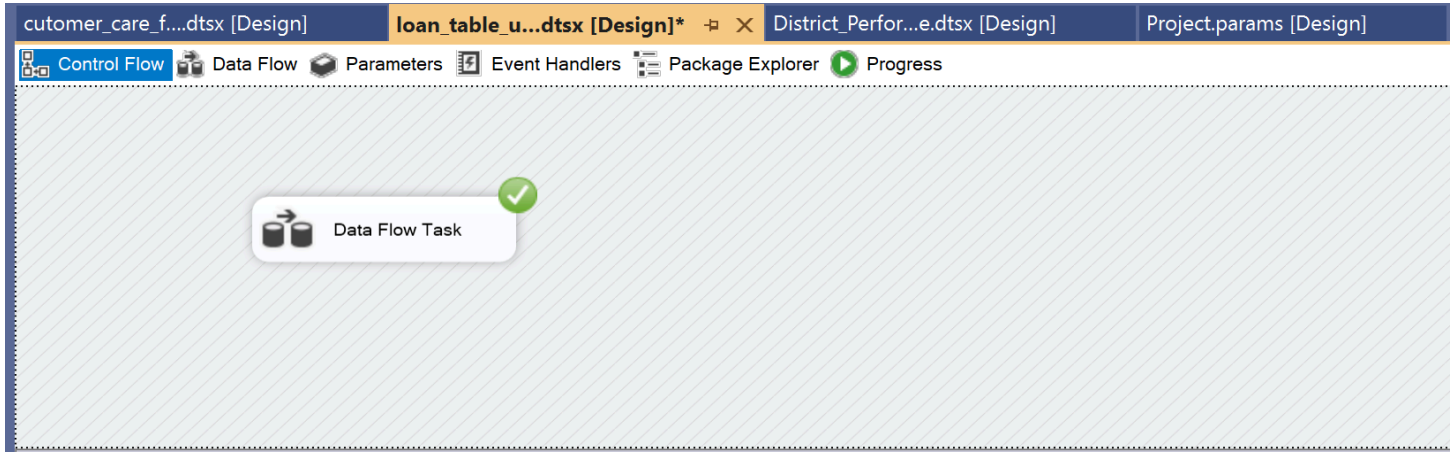 cutomer_care_f....dtsx [Design] loan_table_u...dtsx [Design]* District_Perfor...e.dtsx [Design] Project.params [Design]
Control Flow Data Flow Parameters Event Handlers Package Explorer Progress
Data Flow Task